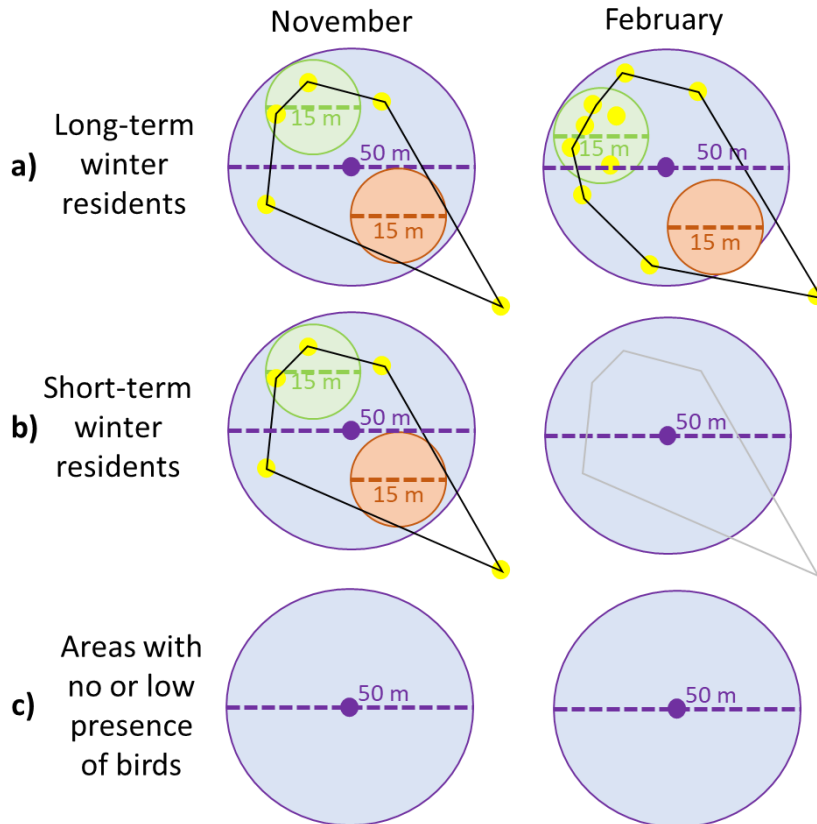 November
February
a)
Long-term
winter
residents
15 m
50 m
15 m
15 m
50 m
15 m
b)
Short-term
winter
residents
15 m
50 m
15 m
50 m
c)
Areas with
no or low
presence
of birds
50 m
50 m